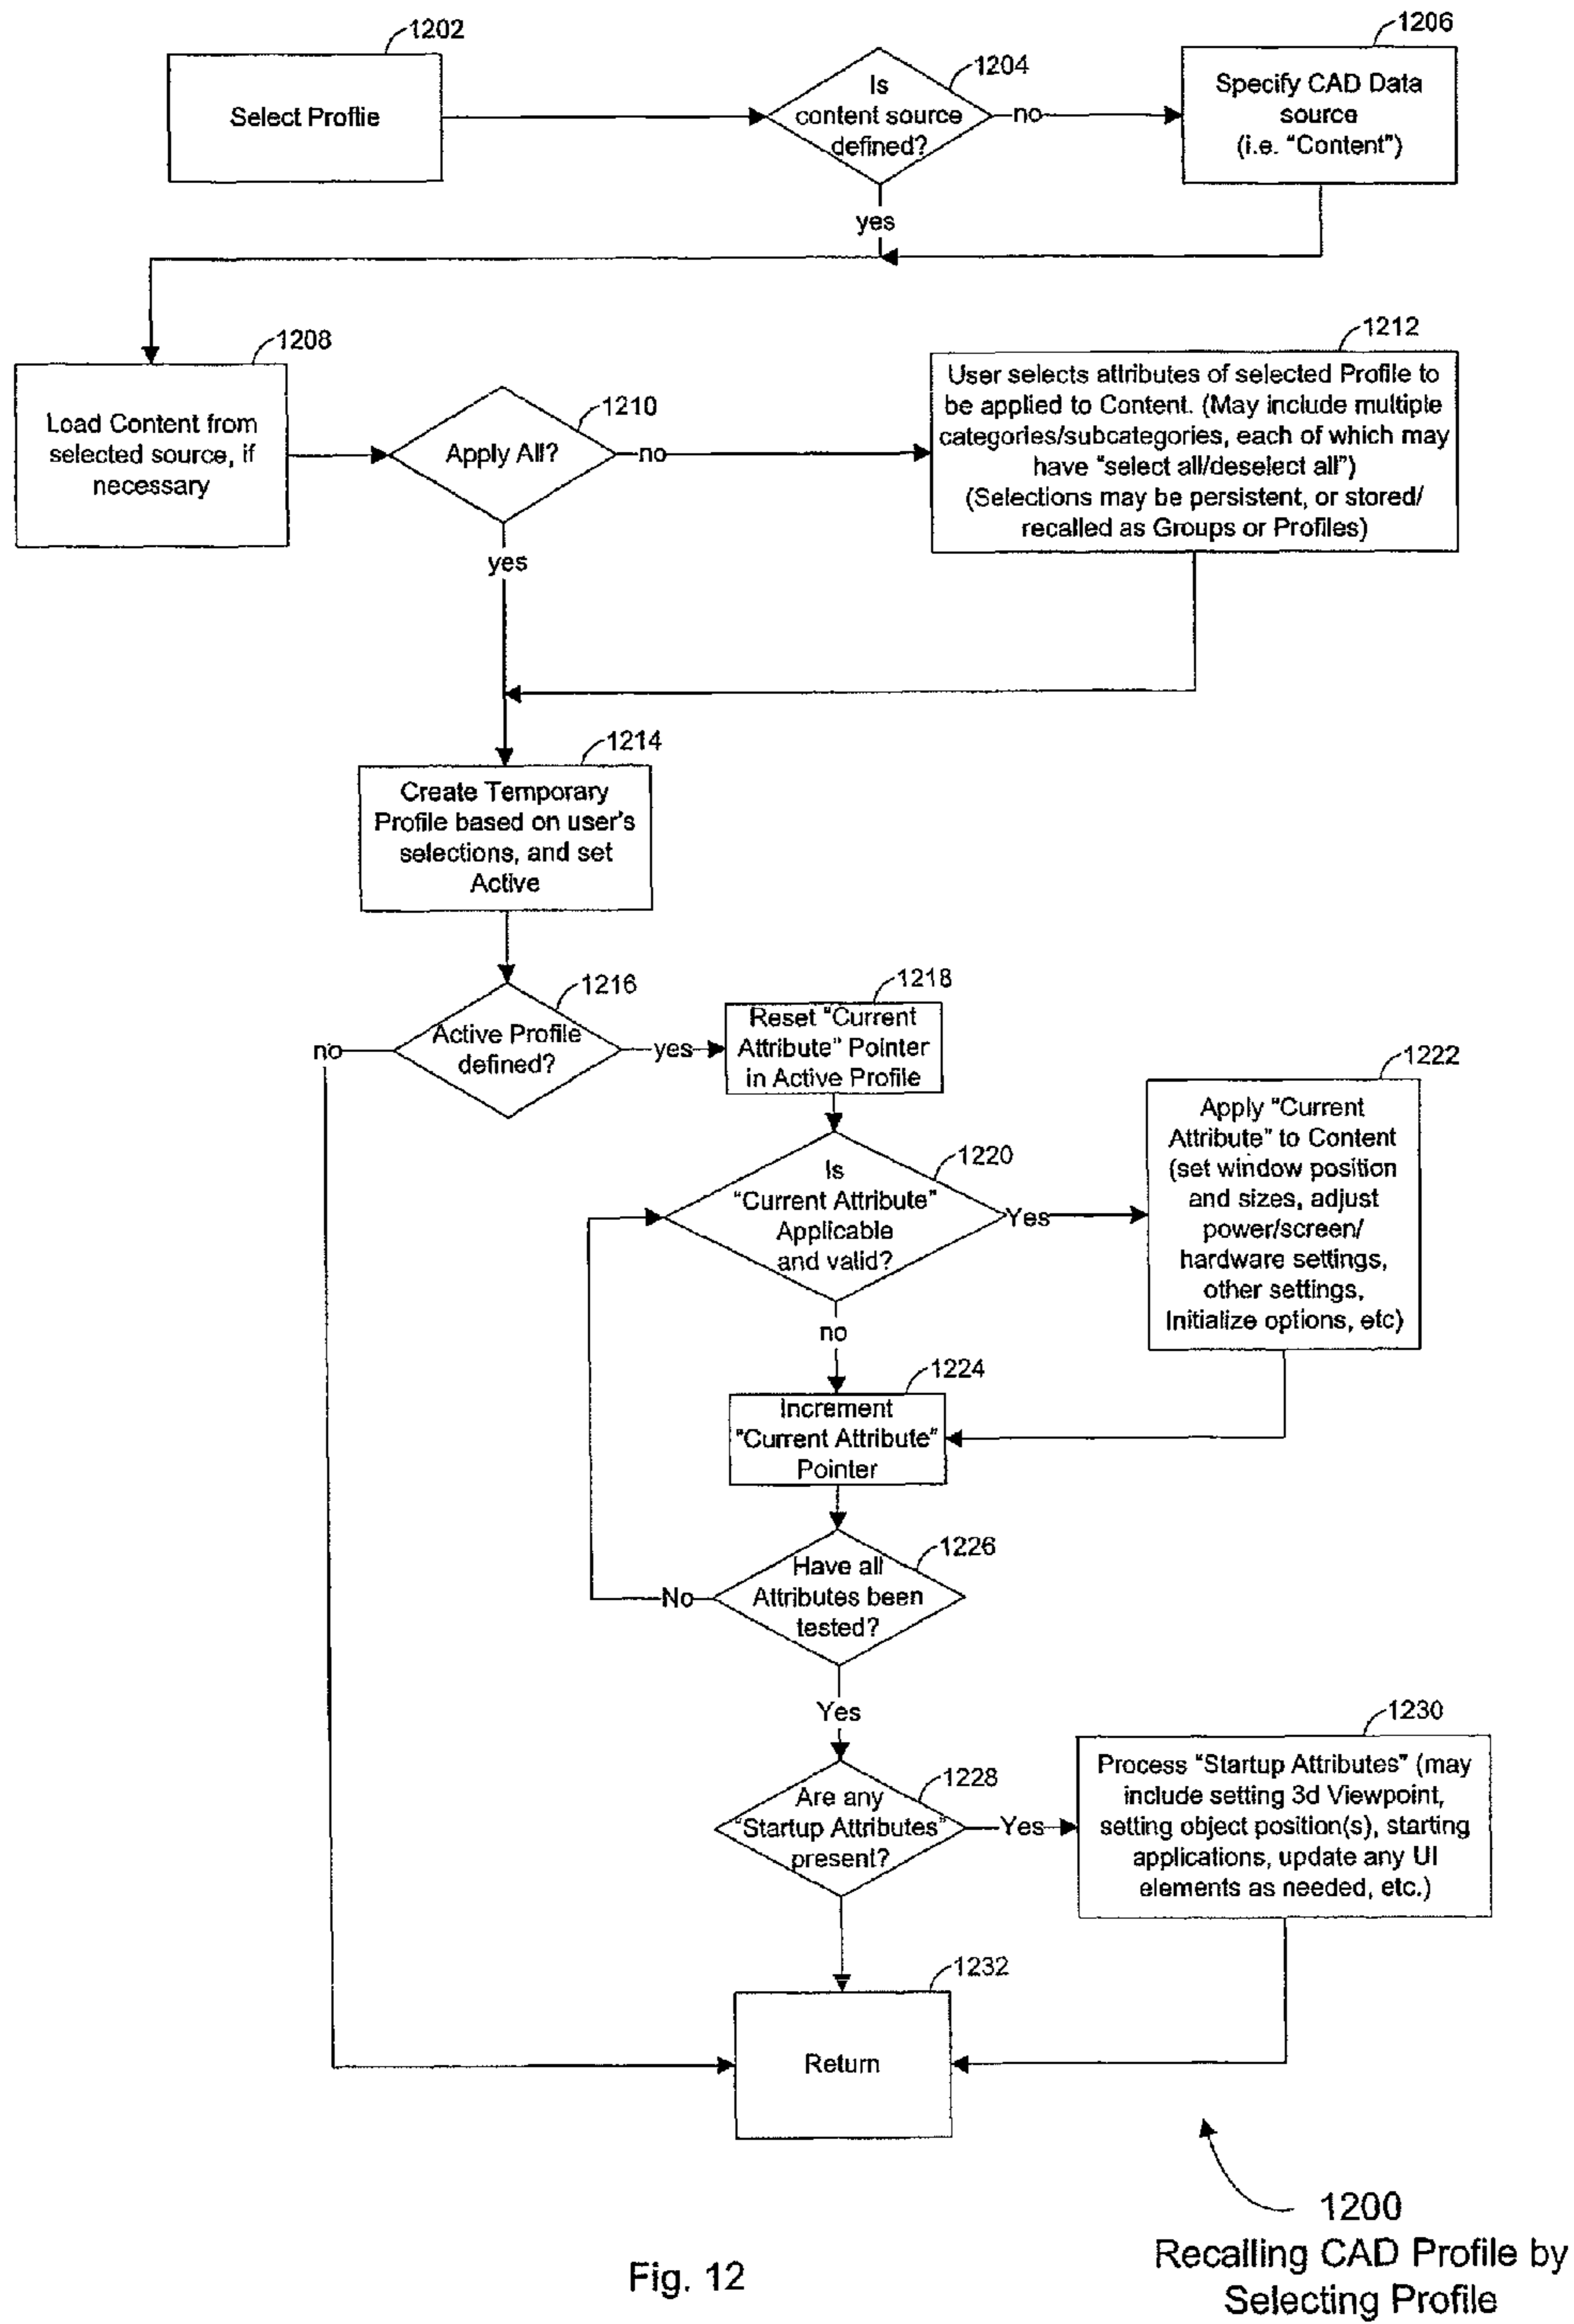 1202
Select Profile
1204
Is
content source
defined?
no
yes
1206
Specify CAD Data
source
(i.e. "Content")
1208
Load Content from
selected source, if
necessary
1210
Apply All?
no
yes
1212
User selects attributes of selected Profile to
be applied to Content. (May include multiple
categories/subcategories, each of which may
have "select all/deselect all")
(Selections may be persistent, or stored/
recalled as Groups or Profiles)
1214
Create Temporary
Profile based on user's
selections, and set
Active
1216
Active Profile
defined?
no
yes
1218
Reset "Current
Attribute" Pointer
in Active Profile
1220
Is
"Current Attribute"
Applicable
and valid?
Yes
no
1222
Apply "Current
Attribute" to Content
(set window position
and sizes, adjust
power/screen/
hardware settings,
other settings,
Initialize options, etc)
1224
Increment
"Current Attribute"
Pointer
1226
Have all
Attributes been
tested?
No
Yes
1228
Are any
"Startup Attributes"
present?
Yes
1230
Process "Startup Attributes" (may
include setting 3d Viewpoint,
setting object position(s), starting
applications, update any UI
elements as needed, etc.)
1232
Return
1200
Recalling CAD Profile by
Selecting Profile
Fig. 12